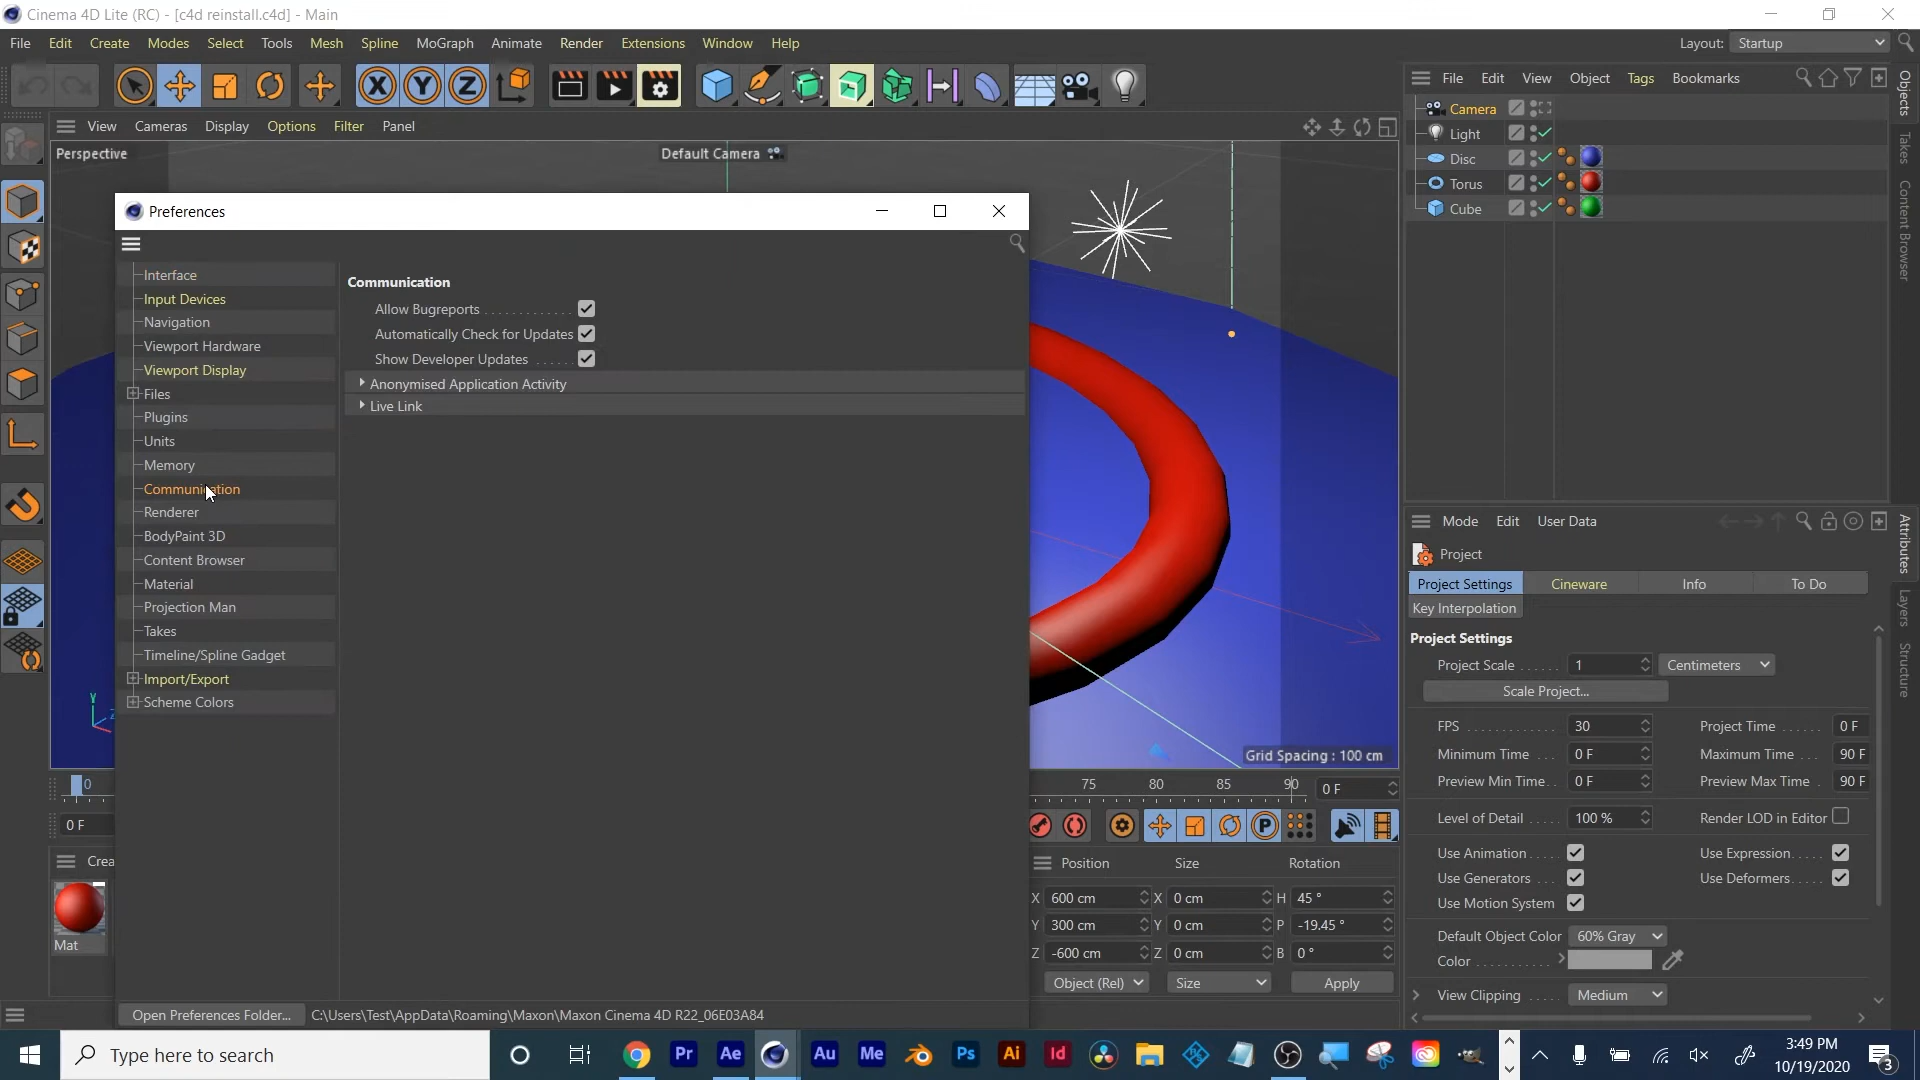 Cinema 4D Lite (RC) - [c4d reinstall.c4d] - Main
File Edit Create Modes Select Tools Mesh Spline MoGraph Animate Render Extensions Window Help
Layout: Startup
X Y Z
File Edit View Object Tags Bookmarks
Objects
Takes
Content Browser
Camera
Light
Disc
Torus
Cube
View Cameras Display Options Filter Panel
Perspective
Default Camera
Preferences
Interface
Input Devices
Navigation
Viewport Hardware
Viewport Display
Files
Plugins
Units
Memory
Communication
Renderer
BodyPaint 3D
Content Browser
Material
Projection Man
Takes
Timeline/Spline Gadget
Import/Export
Scheme Colors
Communication
Allow Bugreports
Automatically Check for Updates
Show Developer Updates
Anonymised Application Activity
Live Link
Open Preferences Folder...
C:\Users\Test\AppData\Roaming\Maxon\Maxon Cinema 4D R22_06E03A84
Y
Z
Grid Spacing : 100 cm
0
75 80 85 90
0 F
0 F
P
Crea
Mat
Position Size Rotation
X 600 cm X 0 cm H 45 °
Y 300 cm Y 0 cm P -19.45 °
Z -600 cm Z 0 cm B 0 °
Object (Rel) Size Apply
Mode Edit User Data
Attributes
Layers
Structure
Project
Project Settings Cineware Info To Do
Key Interpolation
Project Settings
Project Scale 1 Centimeters
Scale Project...
FPS 30 Project Time 0 F
Minimum Time 0 F Maximum Time 90 F
Preview Min Time 0 F Preview Max Time 90 F
Level of Detail 100 % Render LOD in Editor
Use Animation Use Expression
Use Generators Use Deformers
Use Motion System
Default Object Color 60% Gray
Color
View Clipping Medium
Type here to search
Pr Ae Au Me Ps Ai Id
3:49 PM
10/19/2020
3